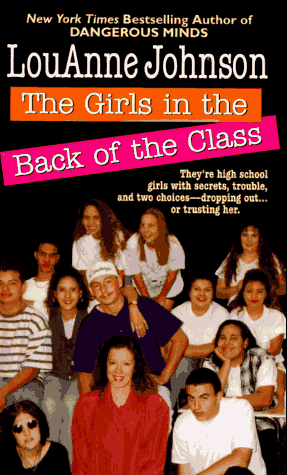 New York Times Bestselling Author of
DANGEROUS MINDS
LouAnne Johnson
The Girls in the
Back of the Class
They're high school
girls with secrets, trouble,
and two choices—dropping out...
or trusting her.